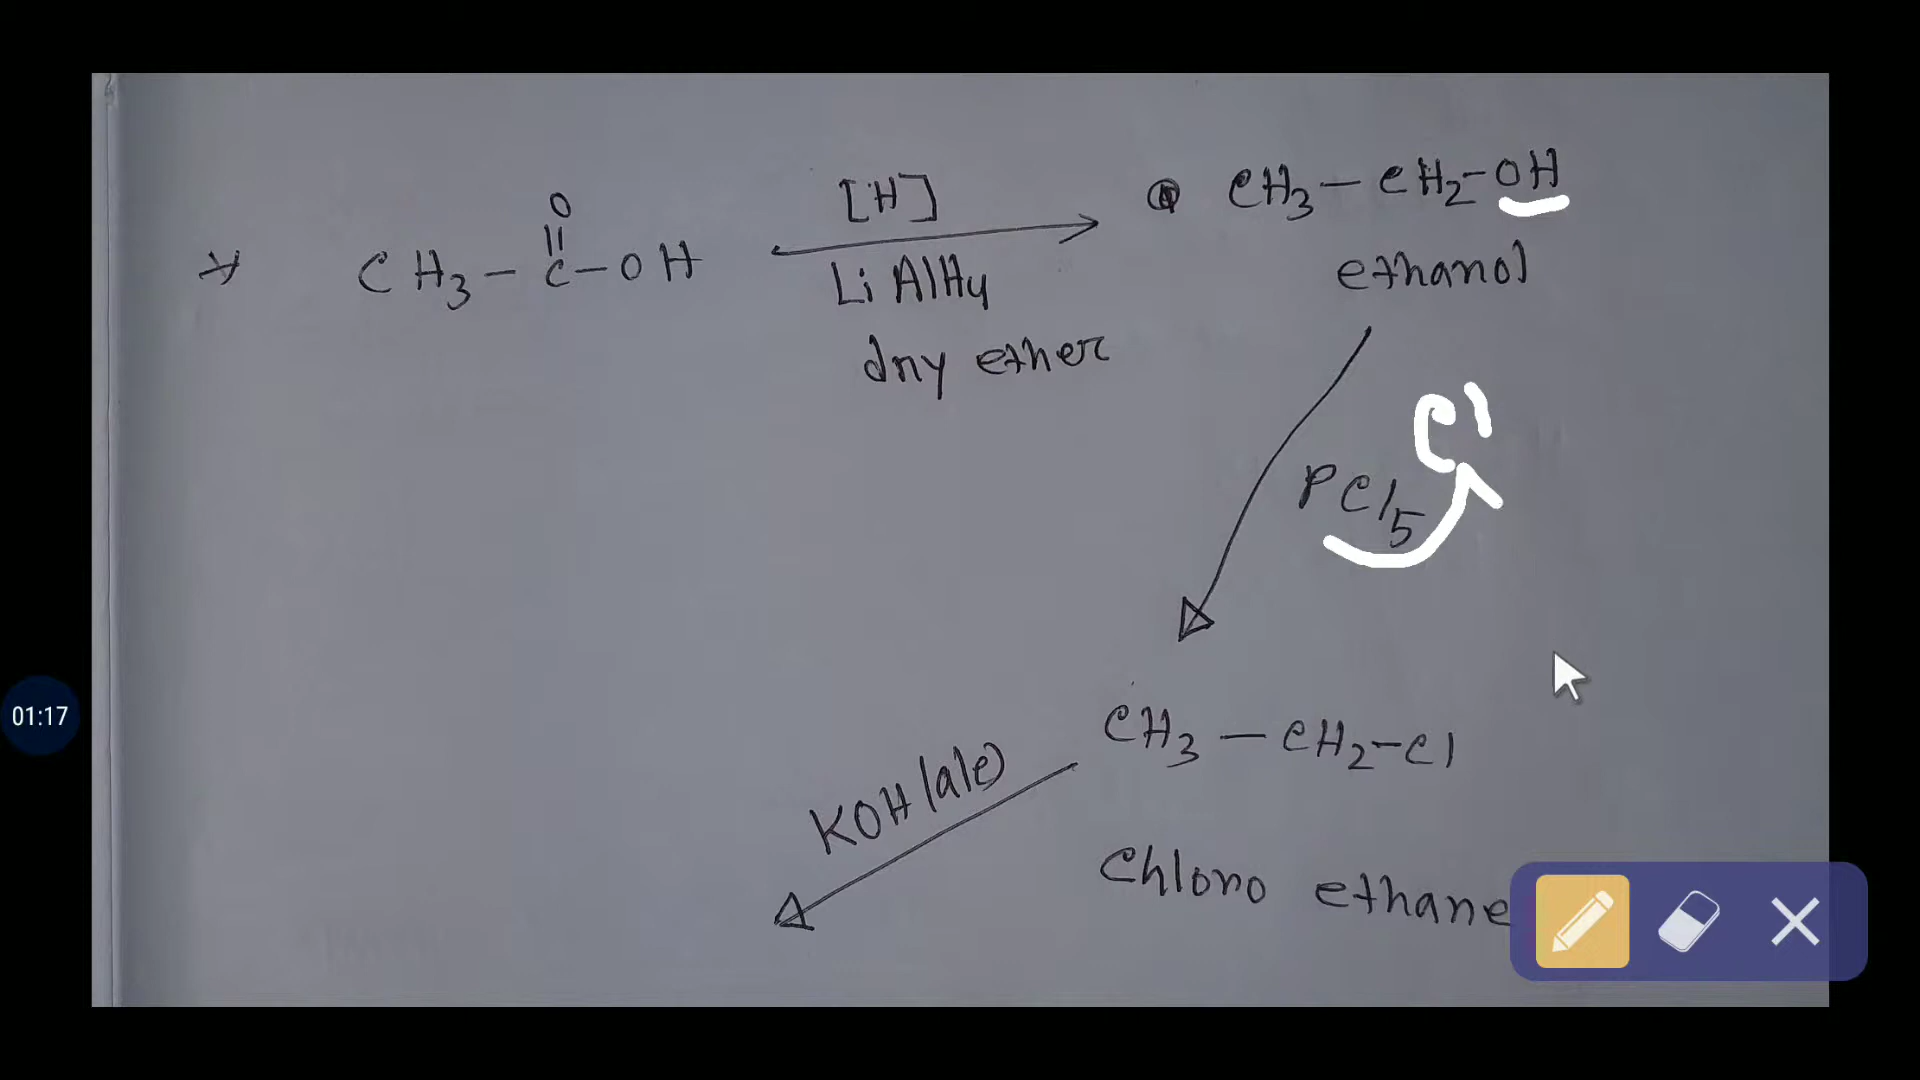 CH3 - C - OH
O
||
[H]
LiAlH4
dry ether
CH3 - CH2-OH
ethanol
Cl
PCl5
CH3 - CH2-Cl
KOH(alc)
Chloro ethane
01:17